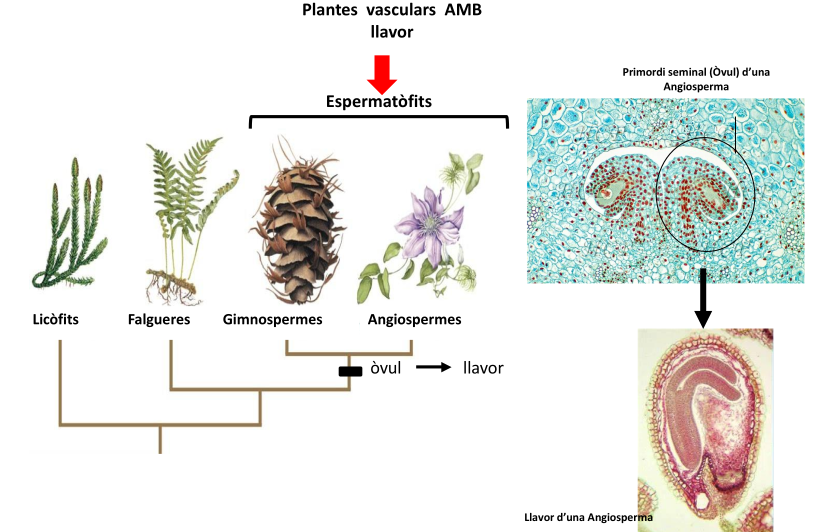 Plantes vasculars AMB
llavor
Espermatòfits
Primordi seminal (Òvul) d’una
Angiosperma
Licòfits
Falgueres
Gimnospermes
Angiospermes
òvul
llavor
Llavor d’una Angiosperma